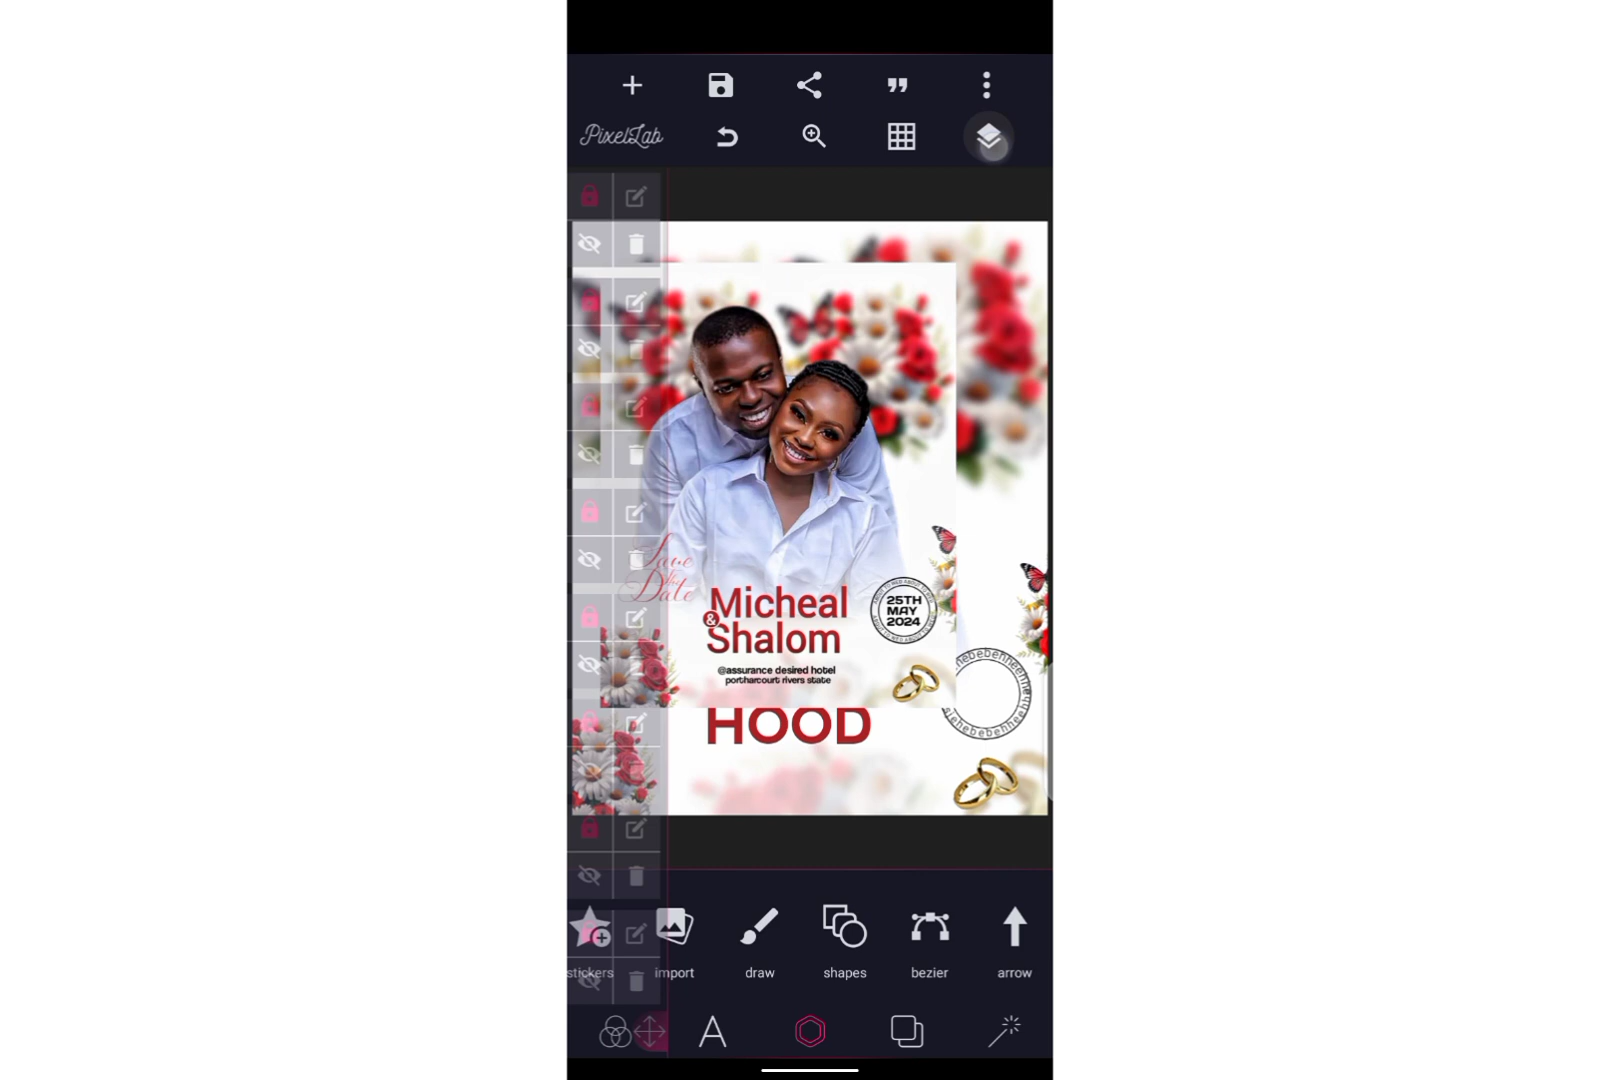 PixelLab
Save
the
Date
Micheal
&
Shalom
25TH
MAY
2024
@assurance desired hotel
portharcourt rivers state
HOOD
stickers
import
draw
shapes
bezier
arrow
A